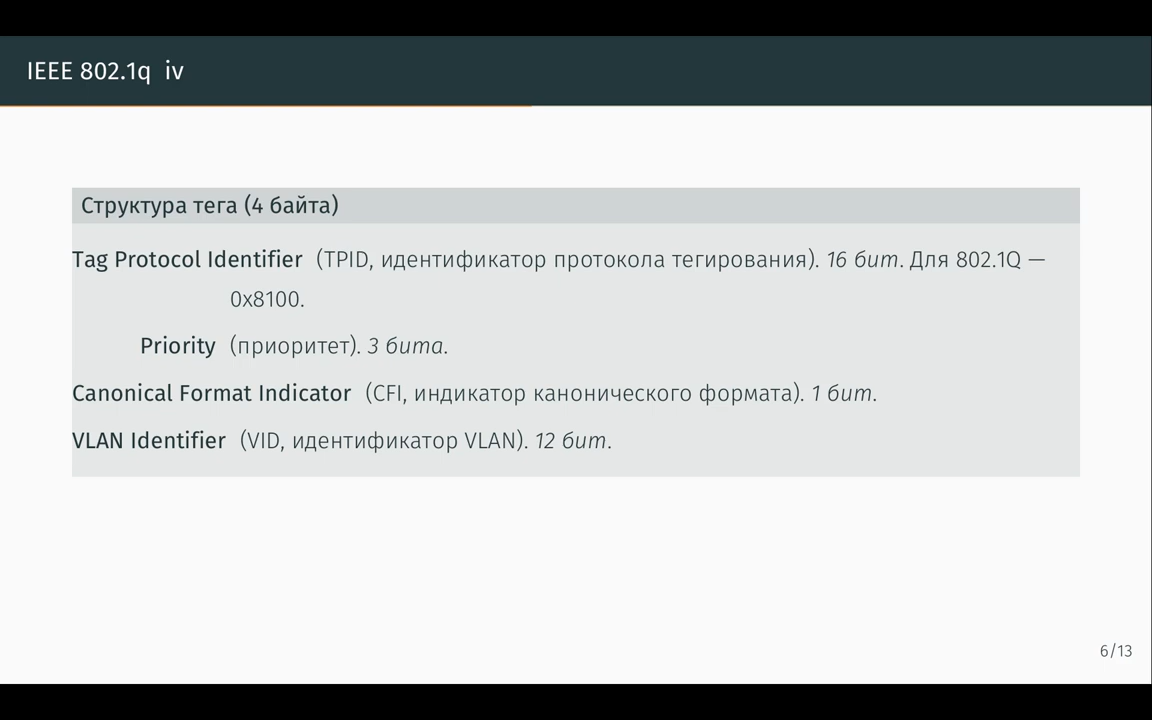 IEEE 802.1q iv
Структура тега (4 байта)
Tag Protocol Identifier (TPID, идентификатор протокола тегирования). 16 бит. Для 802.1Q —
0x8100.
Priority (приоритет). 3 бита.
Canonical Format Indicator (CFI, индикатор канонического формата). 1 бит.
VLAN Identifier (VID, идентификатор VLAN). 12 бит.
6/13